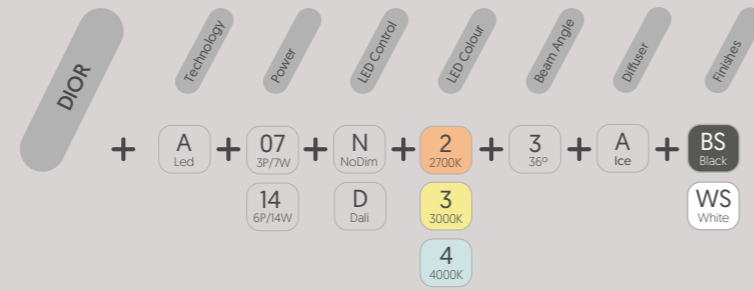 DIOR
Technology
Power
LED Control
LED Colour
Beam Angle
Diffuser
Finishes
+ A + 07 + N + 2 + 3 + A + BS
Led 3P/7W NoDim 2700K 36º Ice Black
14 D 3 WS
6P/14W Dali 3000K White
4
4000K